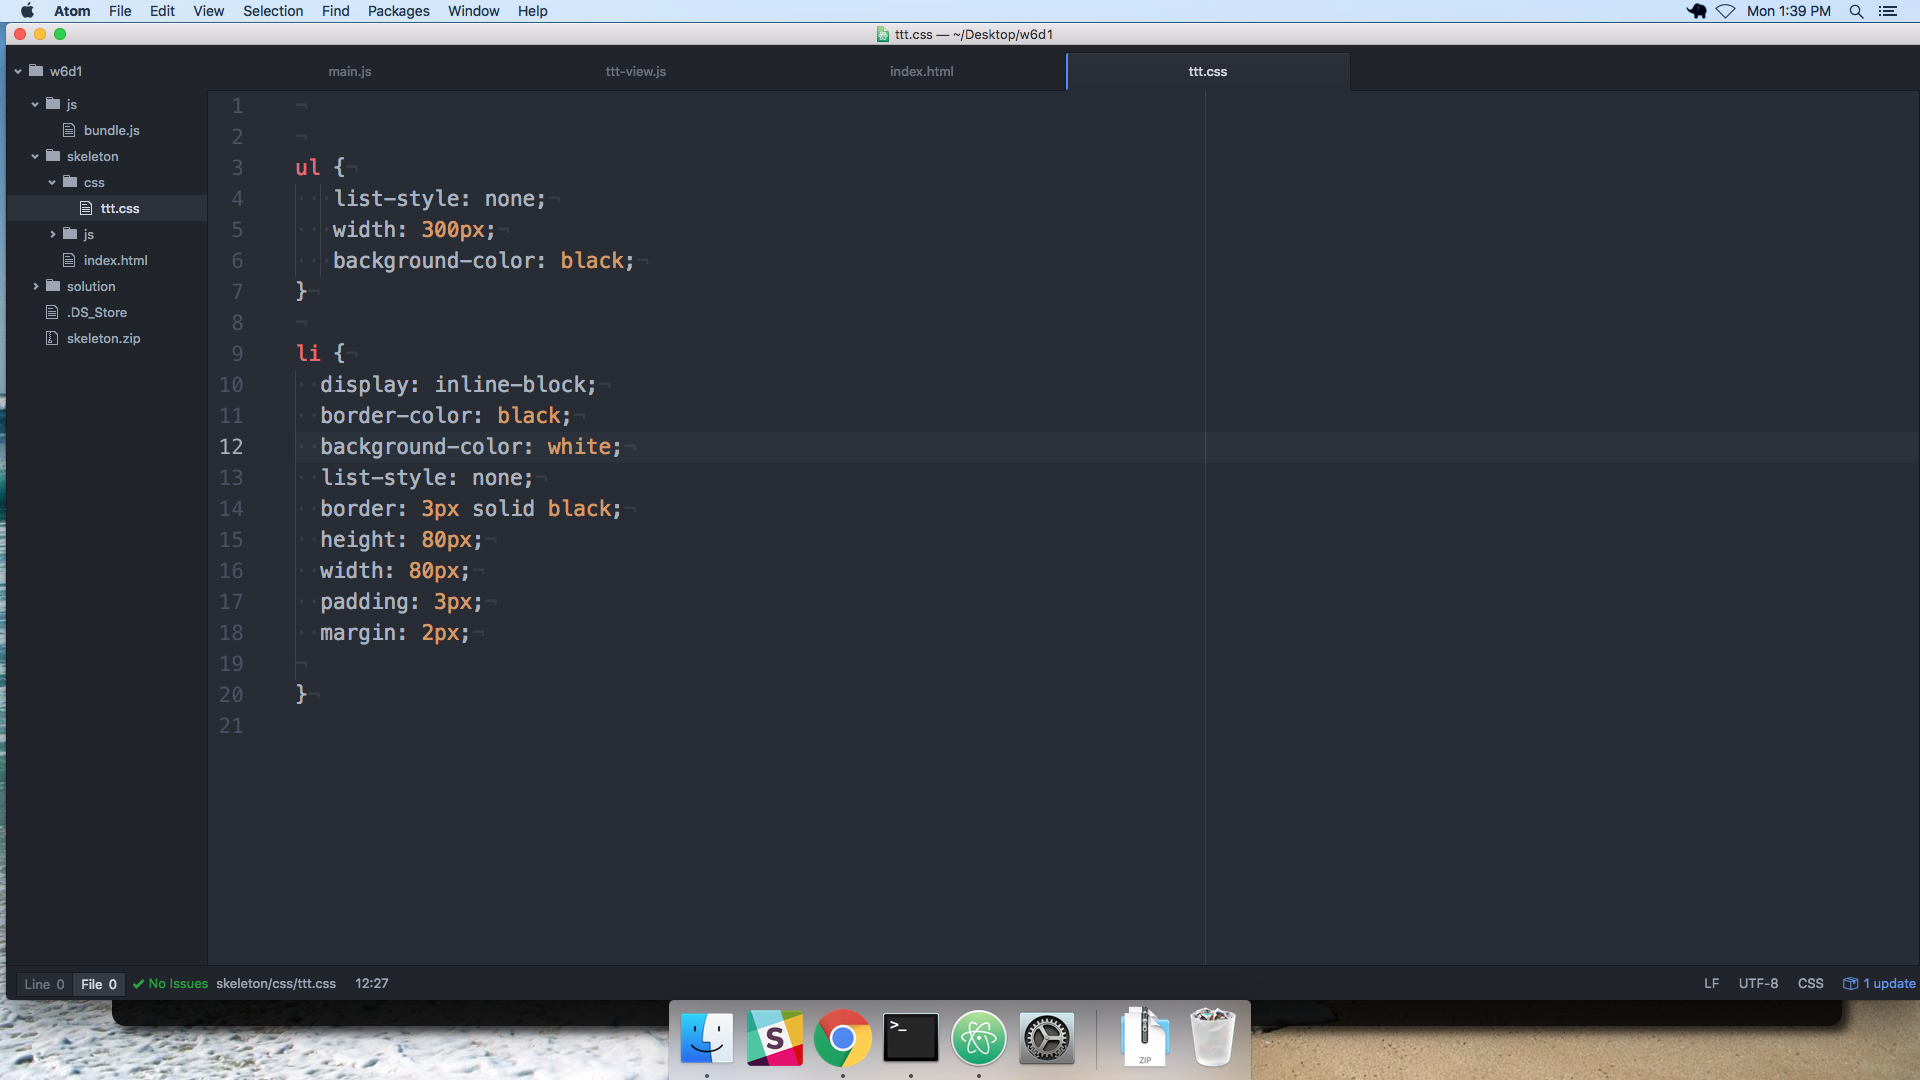 Atom File Edit View Selection Find Packages Window Help Mon 1:39 PM
ttt.css — ~/Desktop/w6d1
w6d1
js
bundle.js
skeleton
css
ttt.css
js
index.html
solution
.DS_Store
skeleton.zip
main.js ttt-view.js index.html ttt.css
1
2
3 ul {
4 list-style: none;
5 width: 300px;
6 background-color: black;
7 }
8
9 li {
10 display: inline-block;
11 border-color: black;
12 background-color: white;
13 list-style: none;
14 border: 3px solid black;
15 height: 80px;
16 width: 80px;
17 padding: 3px;
18 margin: 2px;
19
20 }
21
Line 0 File 0 No Issues skeleton/css/ttt.css 12:27 LF UTF-8 CSS 1 update
S
>_
ZIP